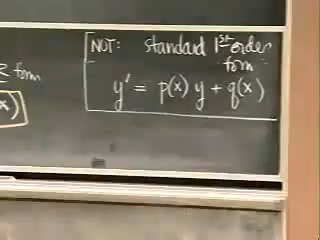 NOT: standard 1st order
form
y' = p(x) y + q(x)
form
x)